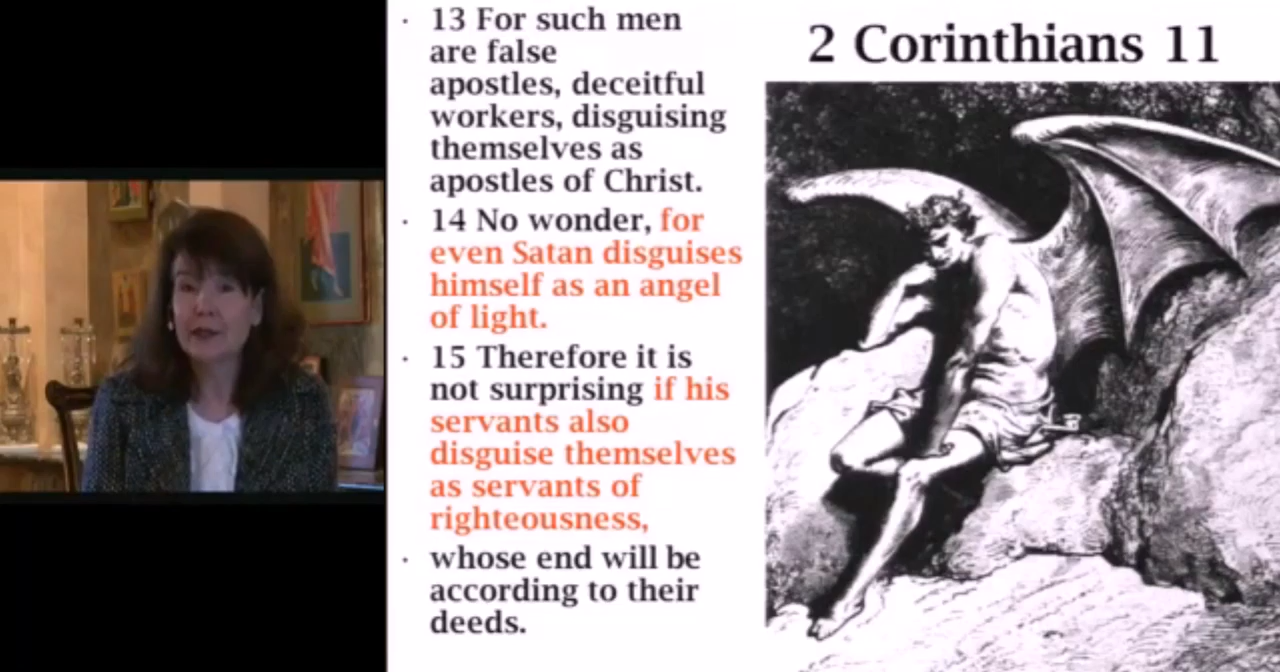 2 Corinthians 11
· 13 For such men
are false
apostles, deceitful
workers, disguising
themselves as
apostles of Christ.
· 14 No wonder, for
even Satan disguises
himself as an angel
of light.
· 15 Therefore it is
not surprising if his
servants also
disguise themselves
as servants of
righteousness,
· whose end will be
according to their
deeds.